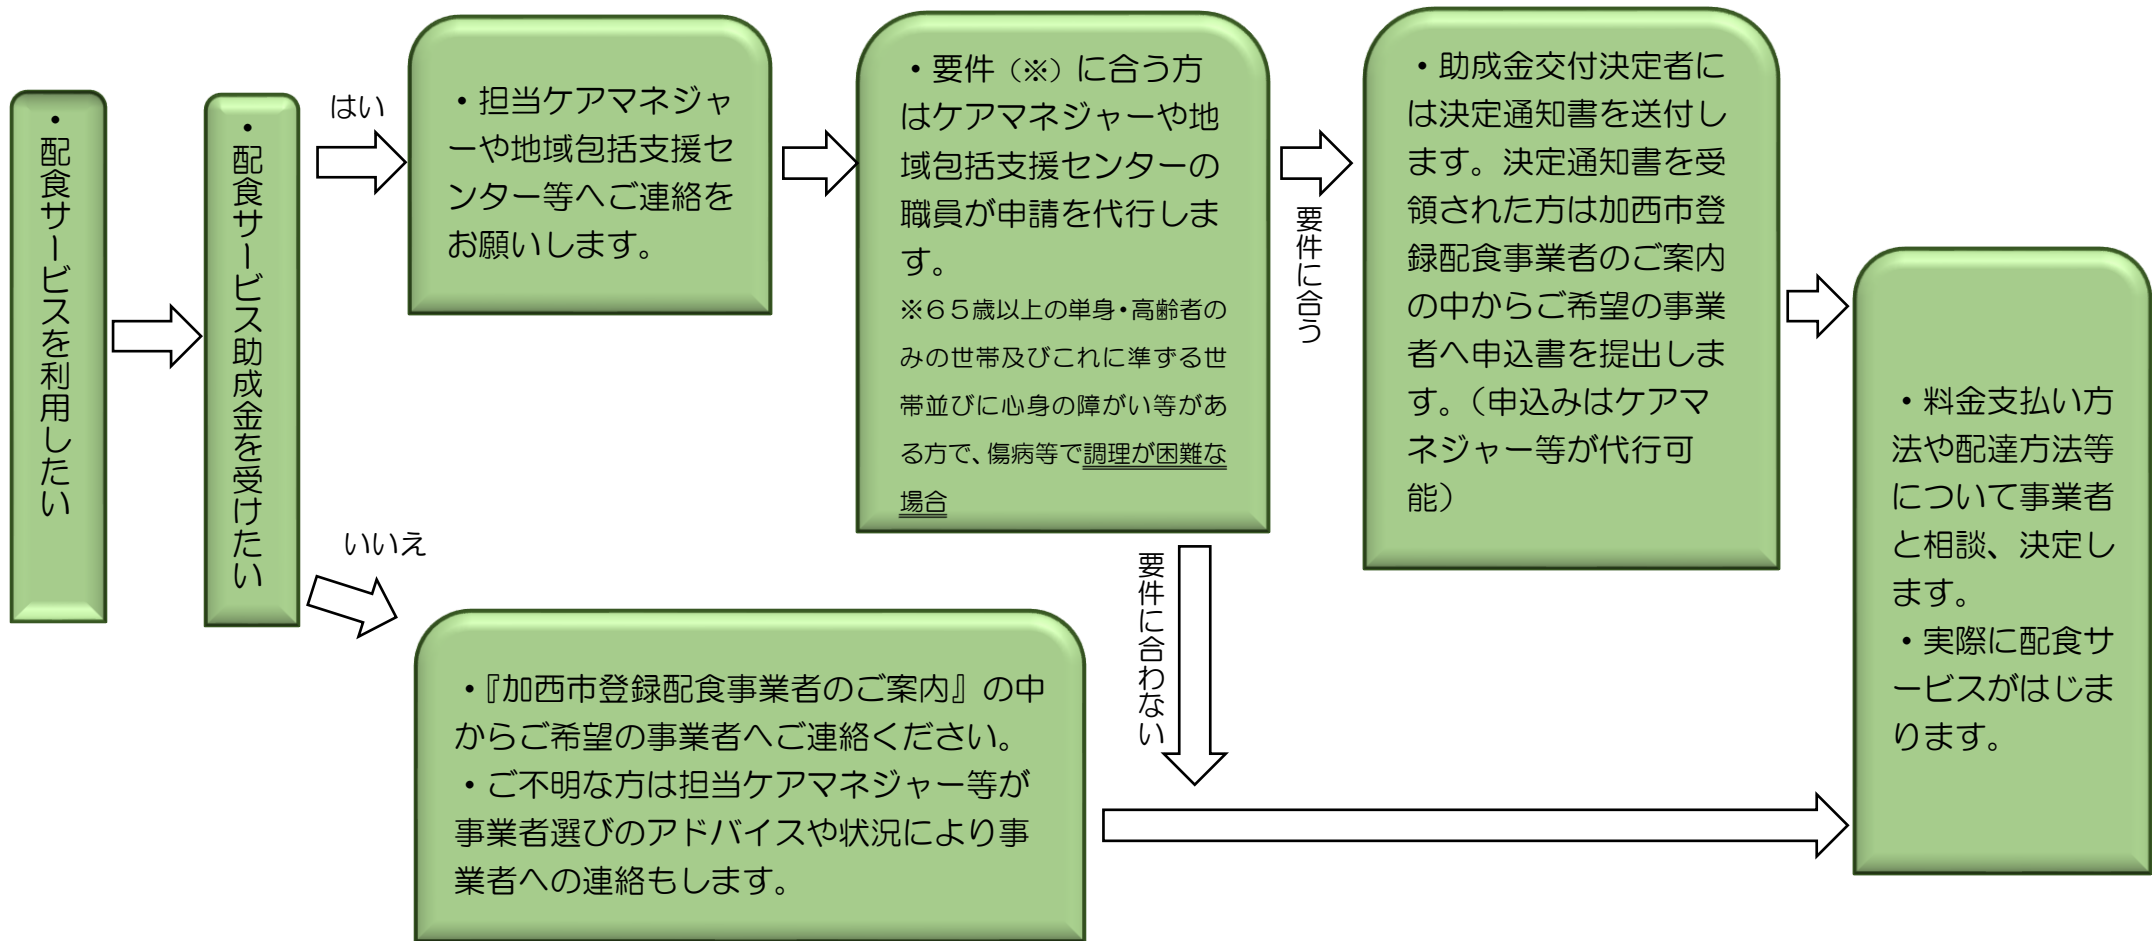 ・配食サービスを利用したい
・配食サービス助成金を受けたい
はい
・担当ケアマネジャ
ーや地域包括支援セ
ンター等へご連絡を
お願いします。
・要件（※）に合う方
はケアマネジャーや地
域包括支援センターの
職員が申請を代行しま
す。
※６５歳以上の単身・高齢者の
みの世帯及びこれに準ずる世
帯並びに心身の障がい等があ
る方で、傷病等で調理が困難な
場合
要件に合う
・助成金交付決定者に
は決定通知書を送付し
ます。決定通知書を受
領された方は加西市登
録配食事業者のご案内
の中からご希望の事業
者へ申込書を提出しま
す。（申込みはケアマ
ネジャー等が代行可
能）
いいえ
・『加西市登録配食事業者のご案内』の中
からご希望の事業者へご連絡ください。
・ご不明な方は担当ケアマネジャー等が
事業者選びのアドバイスや状況により事
業者への連絡もします。
要件に合わない
・料金支払い方
法や配達方法等
について事業者
と相談、決定し
ます。
・実際に配食サ
ービスがはじま
ります。